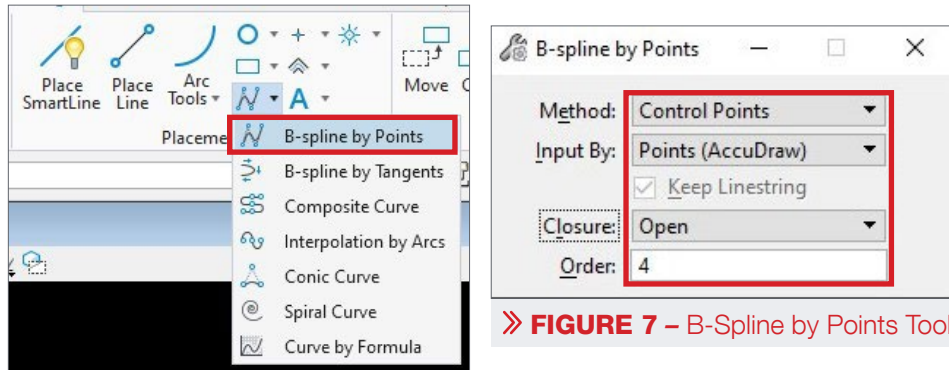 Place SmartLine
Place Line
Arc Tools
A
Move
Placeme
B-spline by Points
B-spline by Tangents
Composite Curve
Interpolation by Arcs
Conic Curve
Spiral Curve
Curve by Formula
B-spline by Points
Method: Control Points
Input By: Points (AccuDraw)
Keep Linestring
Closure: Open
Order: 4
» FIGURE 7 – B-Spline by Points Tool